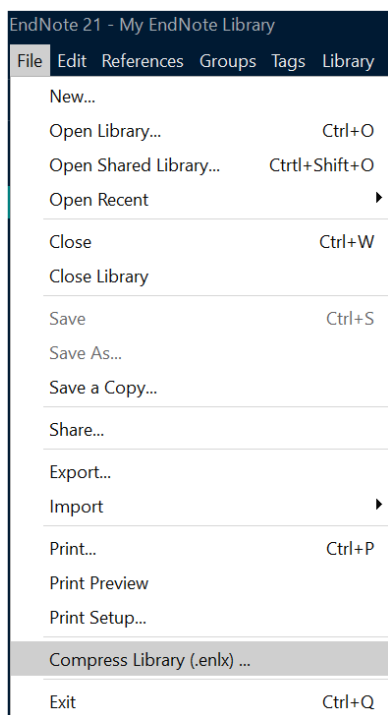 EndNote 21 - My EndNote Library
File Edit References Groups Tags Library
New...
Open Library... Ctrl+O
Open Shared Library... Ctrtl+Shift+O
Open Recent
Close Ctrl+W
Close Library
Save Ctrl+S
Save As...
Save a Copy...
Share...
Export...
Import
Print... Ctrl+P
Print Preview
Print Setup...
Compress Library (.enlx) ...
Exit Ctrl+Q